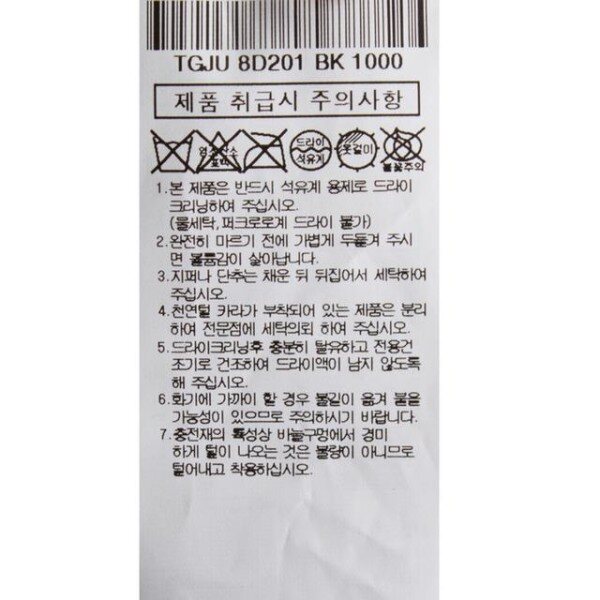 TGJU 8D201 BK 1000
제품 취급시 주의사항
염소산소 표백
드라이 석유계
옷걸이
불꽃주의
1.본 제품은 반드시 석유계 용제로 드라이
크리닝하여 주십시오.
(물세탁,퍼크로로계 드라이 불가)
2.완전히 마르기 전에 가볍게 두들겨 주시
면 볼륨감이 살아납니다.
3.지퍼나 단추는 채운 뒤 뒤집어서 세탁하여
주십시오.
4.천연털 카라가 부착되어 있는 제품은 분리
하여 전문점에 세탁의뢰 하여 주십시오.
5.드라이크리닝후 충분히 탈유하고 전용건
조기로 건조하여 드라이액이 남지 않도록
해 주십시오.
6.화기에 가까이 할 경우 불길이 옮겨 붙을
가능성이 있으므로 주의하시기 바랍니다.
7.충전재의 특성상 바늘구멍에서 경미
하게 털이 나오는 것은 불량이 아니므로
털어내고 착용하십시오.